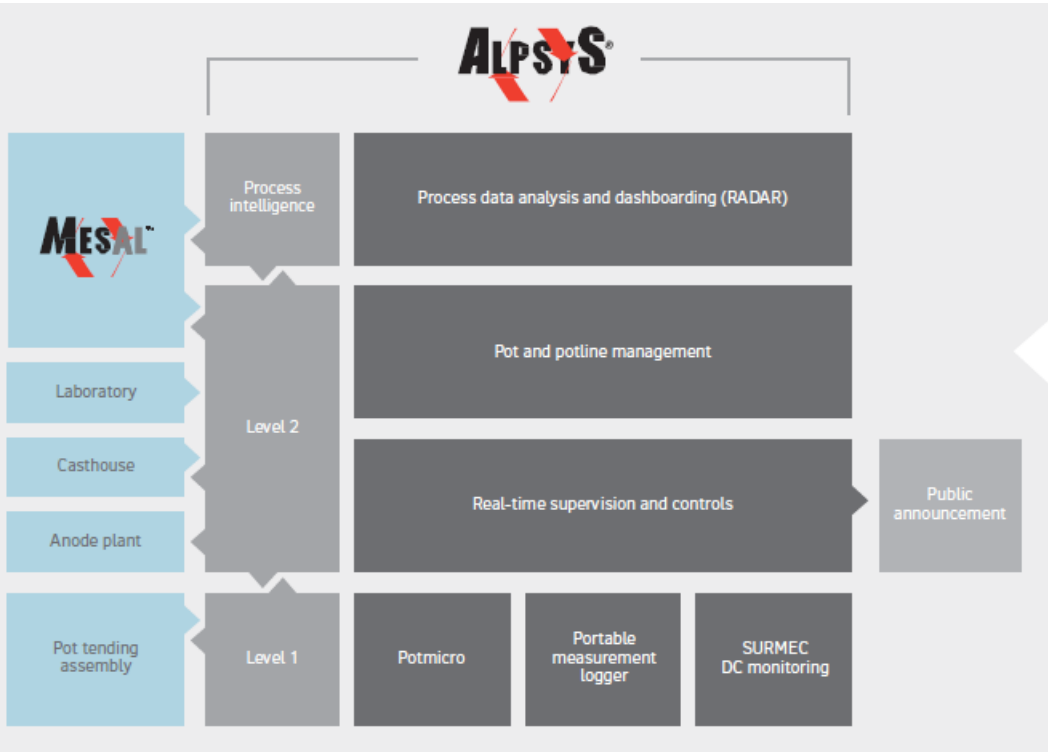 ALPSYS®
MESAL™
Process
intelligence
Process data analysis and dashboarding (RADAR)
Pot and potline management
Laboratory
Level 2
Casthouse
Real-time supervision and controls
Public
announcement
Anode plant
Pot tending
assembly
Level 1
Potmicro
Portable
measurement
logger
SURMEC
DC monitoring